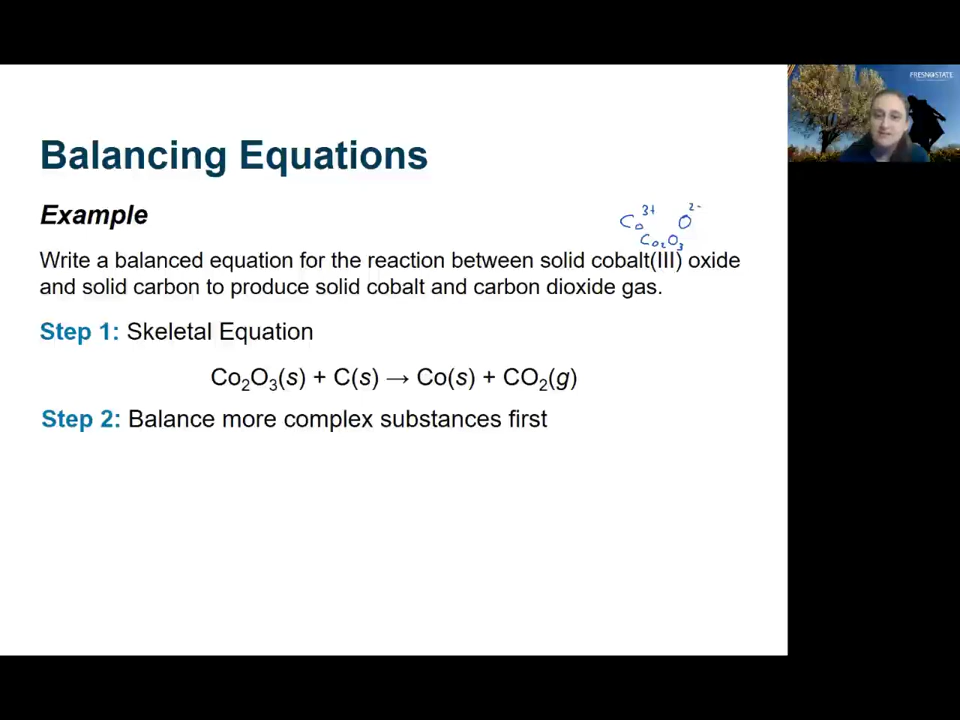 FRESNO STATE
Balancing Equations
Example
Co³⁺ O²⁻
Co₂O₃
Write a balanced equation for the reaction between solid cobalt(III) oxide
and solid carbon to produce solid cobalt and carbon dioxide gas.
Step 1: Skeletal Equation
Co₂O₃(s) + C(s) → Co(s) + CO₂(g)
Step 2: Balance more complex substances first